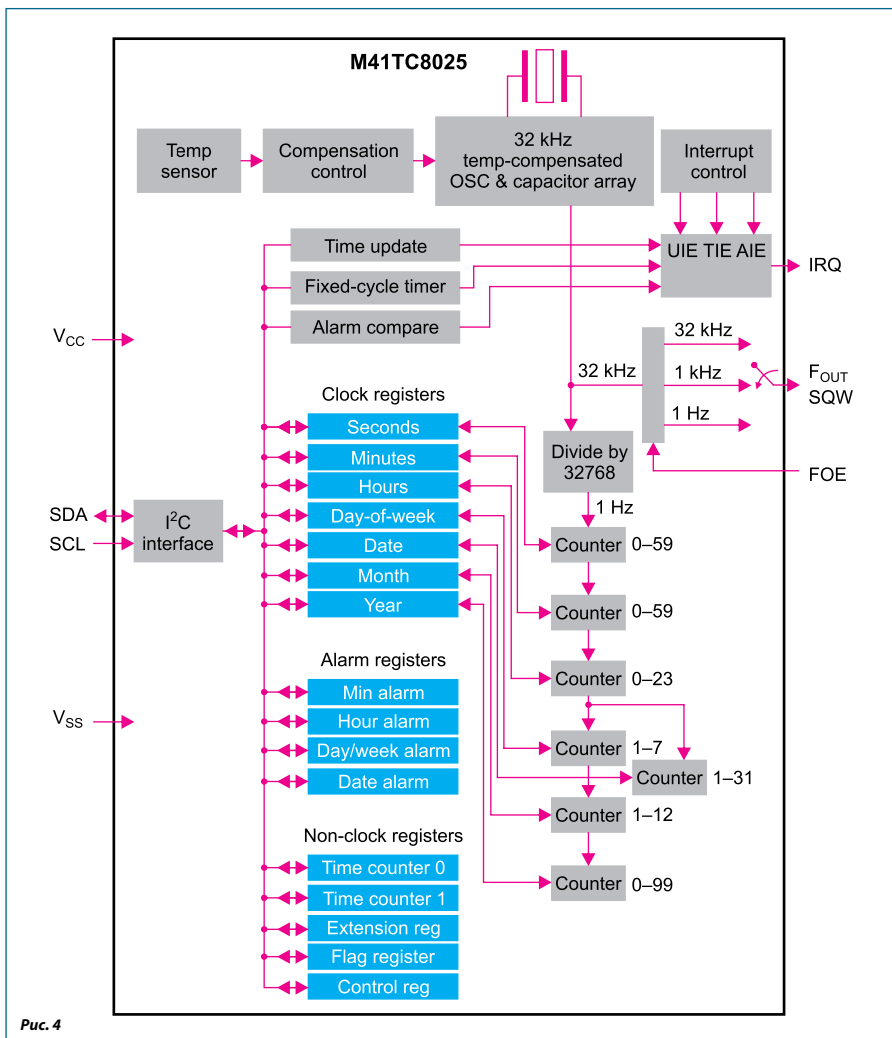 M41TC8025
Temp
sensor
Compensation
control
32 kHz
temp-compensated
OSC & capacitor array
Interrupt
control
Time update
UIE TIE AIE
IRQ
Fixed-cycle timer
Alarm compare
VCC
32 kHz
32 kHz
1 kHz
1 Hz
FOUT
SQW
FOE
Clock registers
Seconds
Minutes
Hours
Day-of-week
Date
Month
Year
Divide by
32768
1 Hz
SDA
SCL
I2C
interface
Counter 0–59
Counter 0–59
Counter 0–23
Counter 1–7
Counter 1–31
Counter 1–12
Counter 0–99
Alarm registers
Min alarm
Hour alarm
Day/week alarm
Date alarm
VSS
Non-clock registers
Time counter 0
Time counter 1
Extension reg
Flag register
Control reg
Рис. 4